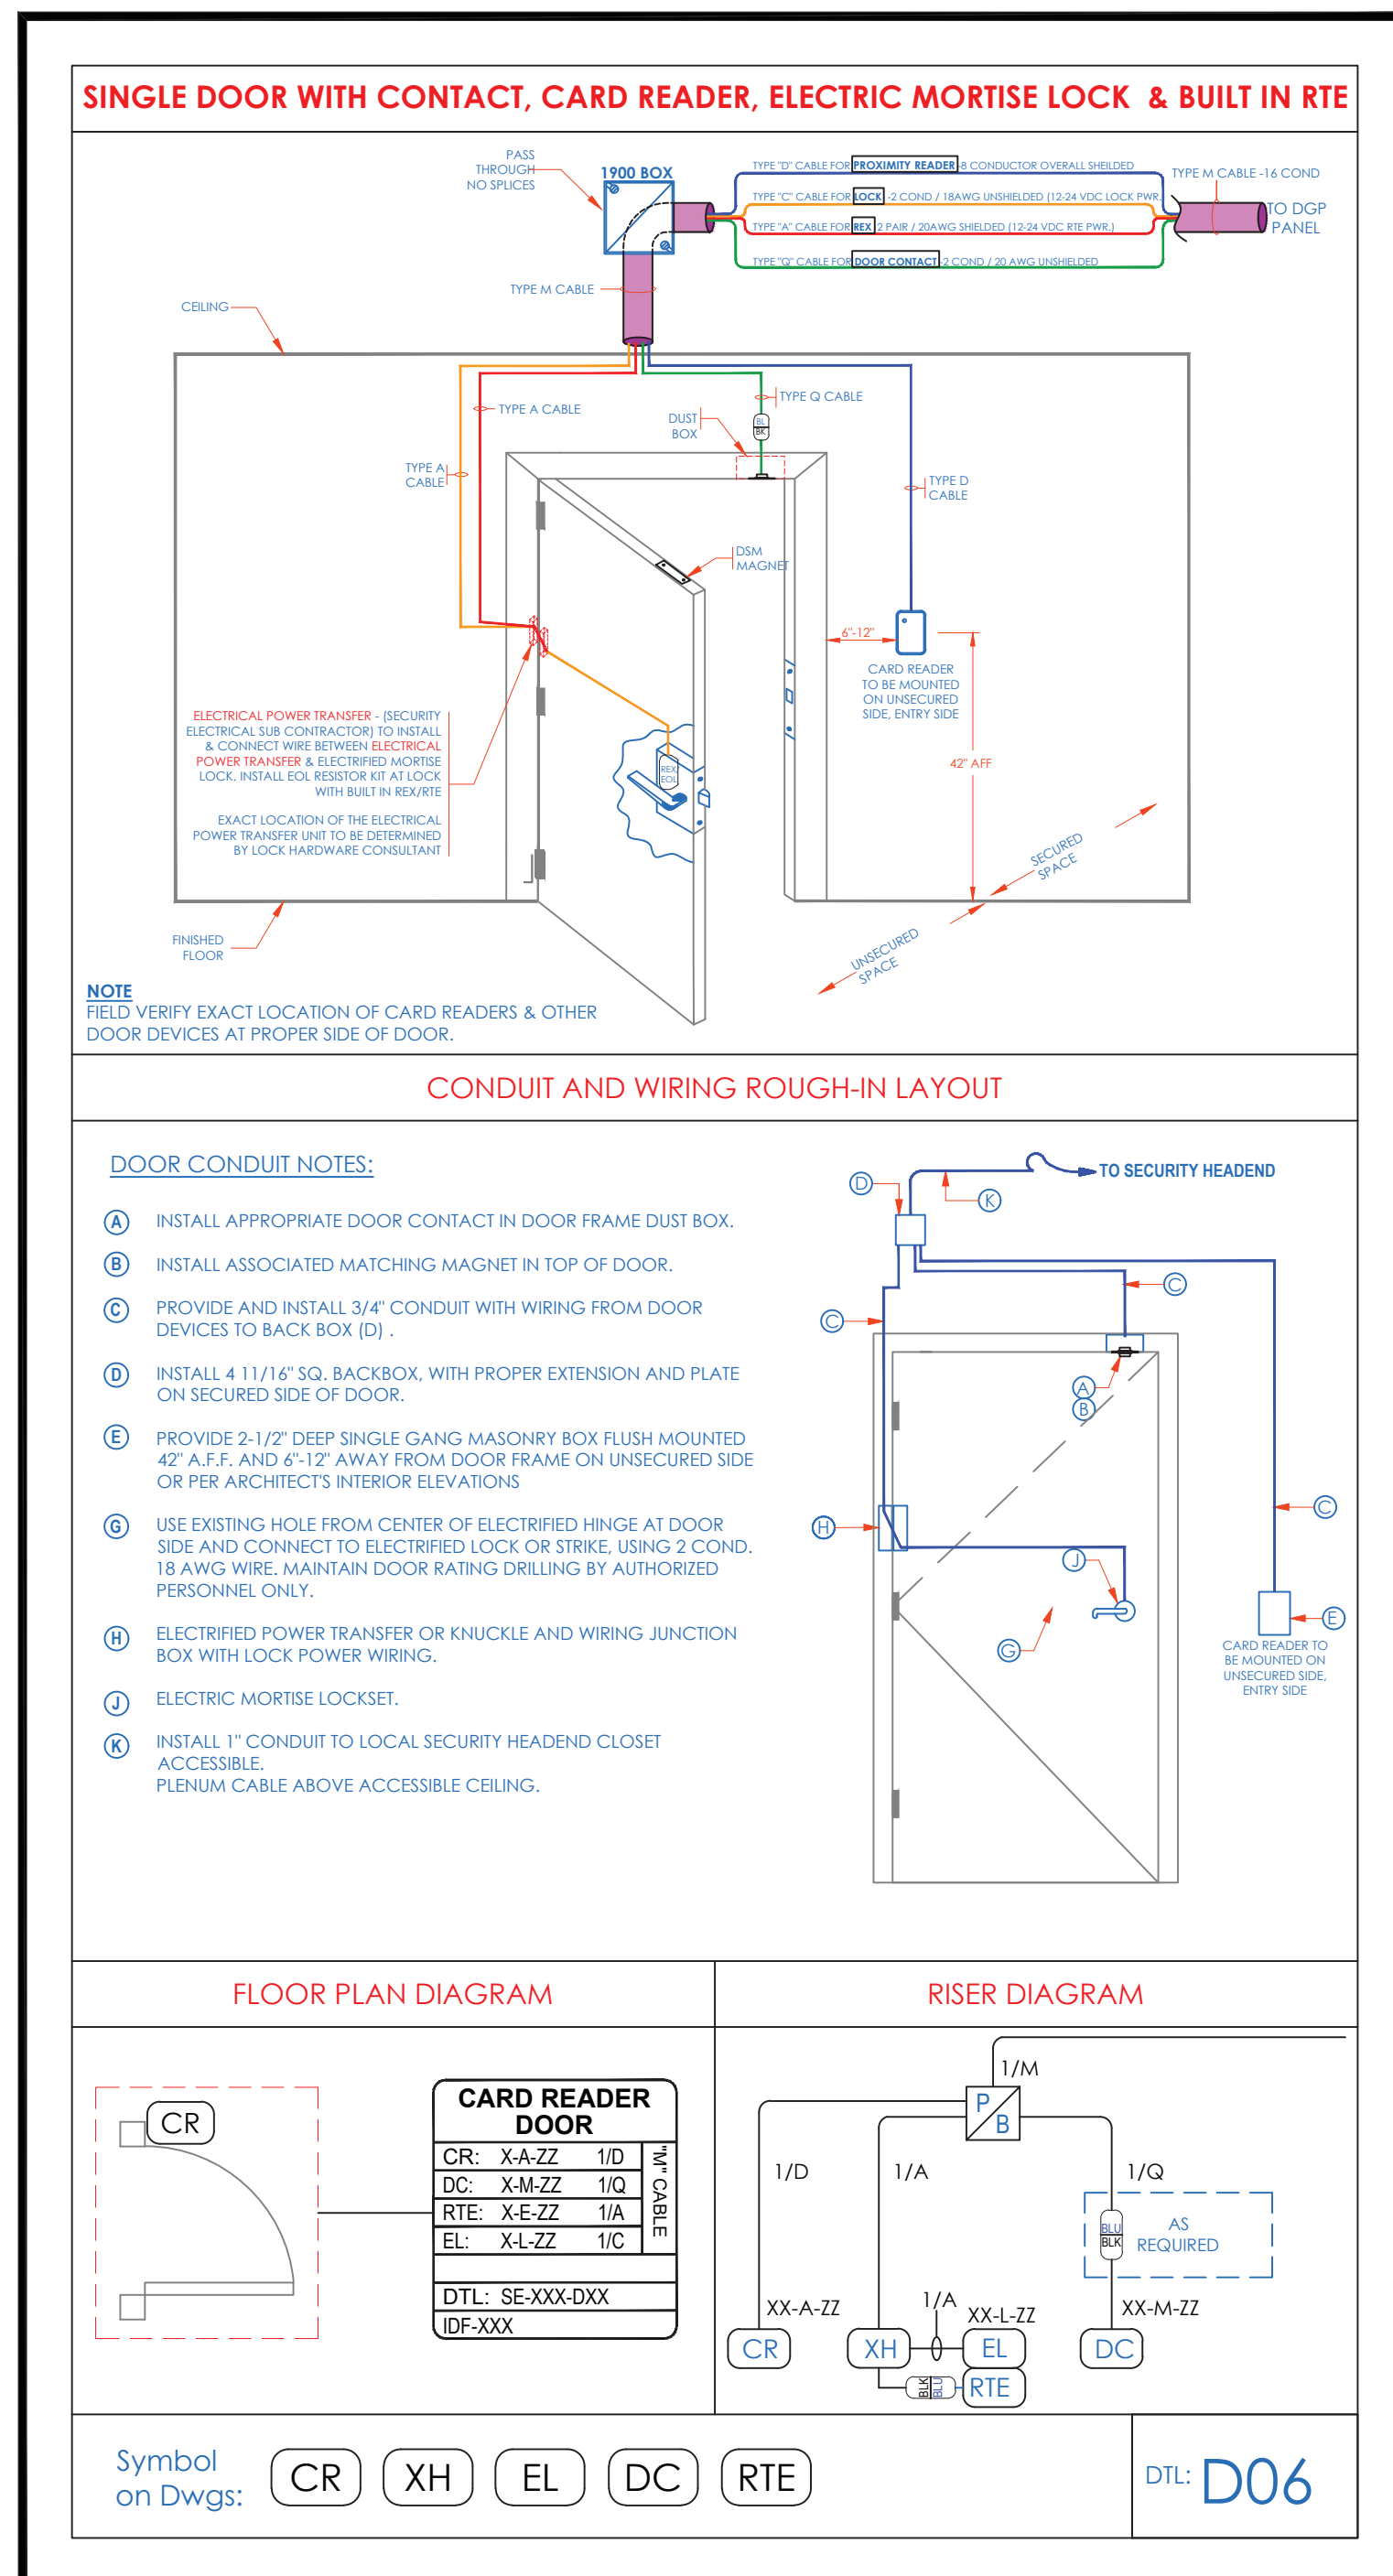 SINGLE DOOR WITH CONTACT, CARD READER, ELECTRIC MORTISE LOCK & BUILT IN RTE
PASS
THROUGH
NO SPLICES
1900 BOX
TYPE "D" CABLE FOR PROXIMITY READER -8 CONDUCTOR OVERALL SHEILDED
TYPE "C" CABLE FOR LOCK -2 COND / 18AWG UNSHIELDED (12-24 VDC LOCK PWR.
TYPE "A" CABLE FOR REX 2 PAIR / 20AWG SHIELDED (12-24 VDC RTE PWR.)
TYPE "Q" CABLE FOR DOOR CONTACT -2 COND / 20 AWG UNSHIELDED
TYPE M CABLE -16 COND
TO DGP
PANEL
TYPE M CABLE
CEILING
TYPE A CABLE
TYPE Q CABLE
DUST
BOX
BL
BK
TYPE A
CABLE
TYPE D
CABLE
DSM
MAGNET
6"-12"
CARD READER
TO BE MOUNTED
ON UNSECURED
SIDE, ENTRY SIDE
42" AFF
ELECTRICAL POWER TRANSFER - (SECURITY
ELECTRICAL SUB CONTRACTOR) TO INSTALL
& CONNECT WIRE BETWEEN ELECTRICAL
POWER TRANSFER & ELECTRIFIED MORTISE
LOCK. INSTALL EOL RESISTOR KIT AT LOCK
WITH BUILT IN REX/RTE
EXACT LOCATION OF THE ELECTRICAL
POWER TRANSFER UNIT TO BE DETERMINED
BY LOCK HARDWARE CONSULTANT
REX
EOL
SECURED
SPACE
UNSECURED
SPACE
FINISHED
FLOOR
NOTE
FIELD VERIFY EXACT LOCATION OF CARD READERS & OTHER
DOOR DEVICES AT PROPER SIDE OF DOOR.
CONDUIT AND WIRING ROUGH-IN LAYOUT
DOOR CONDUIT NOTES:
A INSTALL APPROPRIATE DOOR CONTACT IN DOOR FRAME DUST BOX.
B INSTALL ASSOCIATED MATCHING MAGNET IN TOP OF DOOR.
C PROVIDE AND INSTALL 3/4" CONDUIT WITH WIRING FROM DOOR
DEVICES TO BACK BOX (D) .
D INSTALL 4 11/16" SQ. BACKBOX, WITH PROPER EXTENSION AND PLATE
ON SECURED SIDE OF DOOR.
E PROVIDE 2-1/2" DEEP SINGLE GANG MASONRY BOX FLUSH MOUNTED
42" A.F.F. AND 6"-12" AWAY FROM DOOR FRAME ON UNSECURED SIDE
OR PER ARCHITECT'S INTERIOR ELEVATIONS
G USE EXISTING HOLE FROM CENTER OF ELECTRIFIED HINGE AT DOOR
SIDE AND CONNECT TO ELECTRIFIED LOCK OR STRIKE, USING 2 COND.
18 AWG WIRE. MAINTAIN DOOR RATING DRILLING BY AUTHORIZED
PERSONNEL ONLY.
H ELECTRIFIED POWER TRANSFER OR KNUCKLE AND WIRING JUNCTION
BOX WITH LOCK POWER WIRING.
J ELECTRIC MORTISE LOCKSET.
K INSTALL 1" CONDUIT TO LOCAL SECURITY HEADEND CLOSET
ACCESSIBLE.
PLENUM CABLE ABOVE ACCESSIBLE CEILING.
TO SECURITY HEADEND
D
K
C
C
A
B
C
H
J
G
E
CARD READER TO
BE MOUNTED ON
UNSECURED SIDE,
ENTRY SIDE
FLOOR PLAN DIAGRAM
CR
CARD READER
DOOR
CR: X-A-ZZ 1/D
DC: X-M-ZZ 1/Q
RTE: X-E-ZZ 1/A
EL: X-L-ZZ 1/C
"M" CABLE
DTL: SE-XXX-DXX
IDF-XXX
RISER DIAGRAM
1/M
P
B
1/D
1/A
1/Q
BLU
BLK
AS
REQUIRED
XX-A-ZZ
1/A
XX-L-ZZ
XX-M-ZZ
CR
XH
EL
DC
BLK
BLU
RTE
Symbol
on Dwgs:
CR XH EL DC RTE
DTL: D06